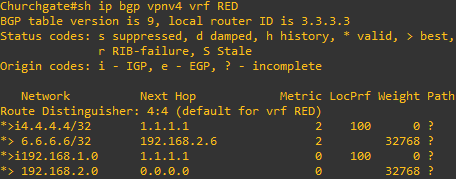 Churchgate#sh ip bgp vpnv4 vrf RED
BGP table version is 9, local router ID is 3.3.3.3
Status codes: s suppressed, d damped, h history, * valid, > best,
              r RIB-failure, S Stale
Origin codes: i - IGP, e - EGP, ? - incomplete

   Network          Next Hop            Metric LocPrf Weight Path
Route Distinguisher: 4:4 (default for vrf RED)
*>i4.4.4.4/32       1.1.1.1                  2    100      0 ?
*> 6.6.6.6/32       192.168.2.6              2         32768 ?
*>i192.168.1.0      1.1.1.1                  0    100      0 ?
*> 192.168.2.0      0.0.0.0                  0         32768 ?